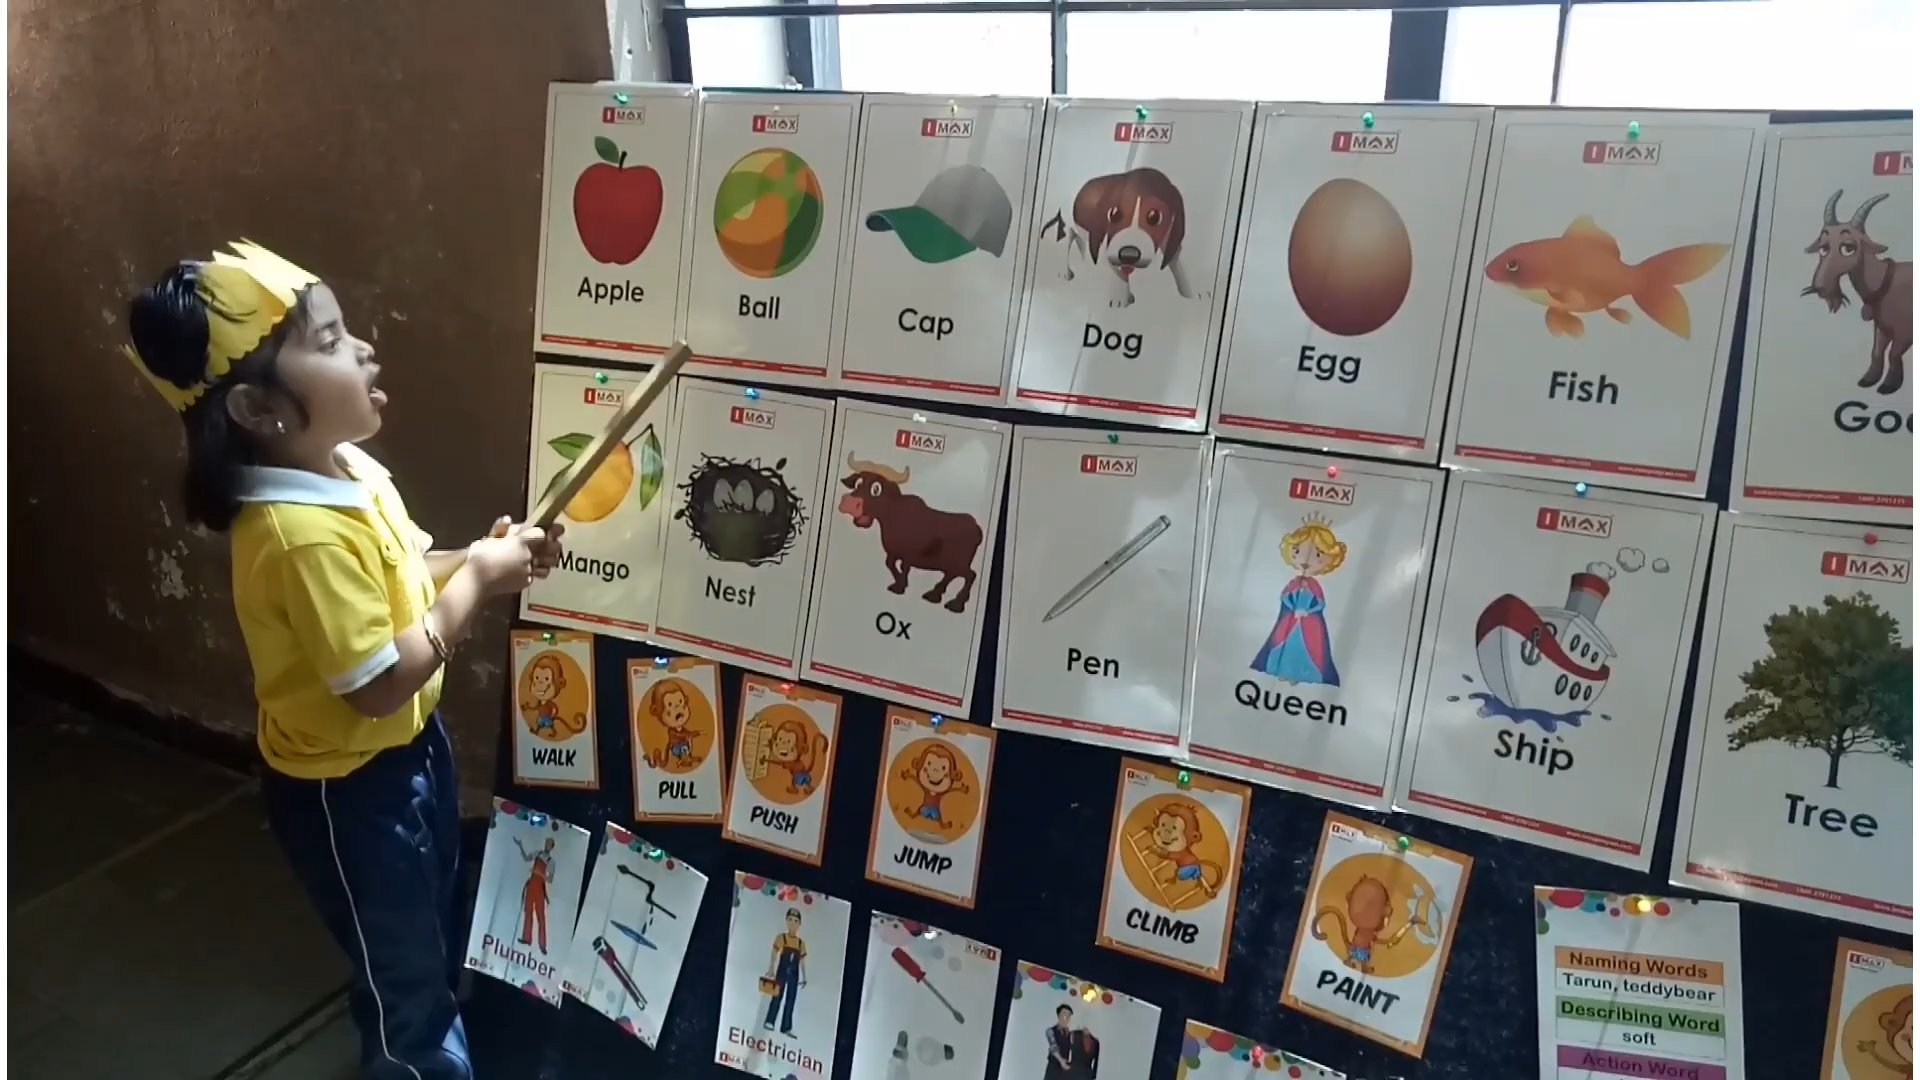 IMAX
IMAX
IMAX
IMAX
IMAX
IMAX
Apple
Ball
Cap
Dog
Egg
Fish
IMAX
IMAX
IMAX
IMAX
IMAX
IMAX
IMAX
Mango
Nest
Ox
Pen
Queen
Ship
Tree
WALK
PULL
PUSH
JUMP
CLIMB
PAINT
Plumber
Electrician
IMAX
Naming Words
Tarun, teddybear
Describing Word
soft
Action Word